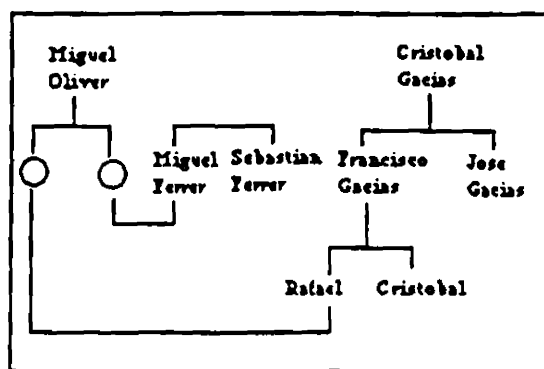 Miguel
Oliver
Cristobal
Gacias
Miguel
Ferrer
Sebastian
Ferrer
Francisco
Gacias
Jose
Gacias
Rafael
Cristobal